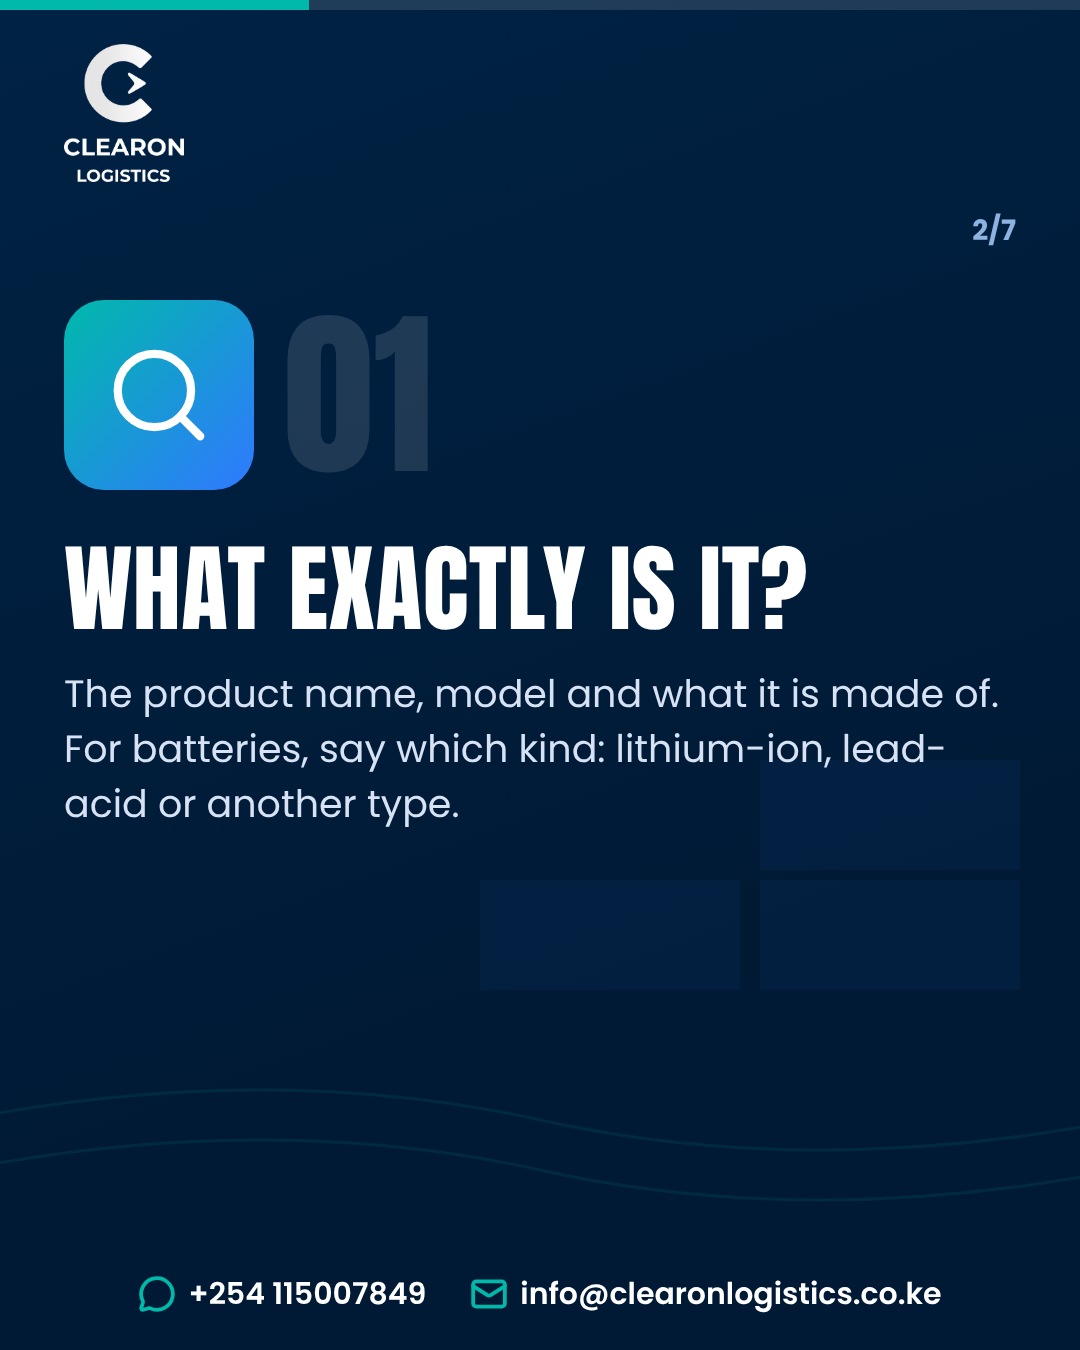 CLEARON
LOGISTICS
2/7
01
WHAT EXACTLY IS IT?
The product name, model and what it is made of.
For batteries, say which kind: lithium-ion, lead-
acid or another type.
+254 115007849
info@clearonlogistics.co.ke